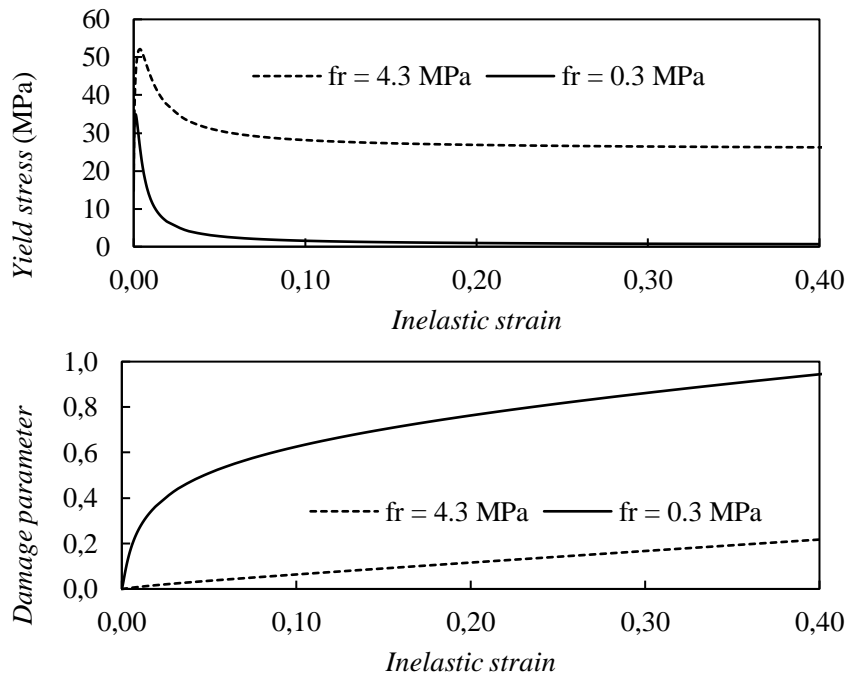 60
50
40
30
20
10
0
Yield stress (MPa)
fr = 4.3 MPa fr = 0.3 MPa
0,00 0,10 0,20 0,30 0,40
Inelastic strain
1,0
0,8
0,6
0,4
0,2
0,0
Damage parameter
fr = 4.3 MPa fr = 0.3 MPa
0,00 0,10 0,20 0,30 0,40
Inelastic strain